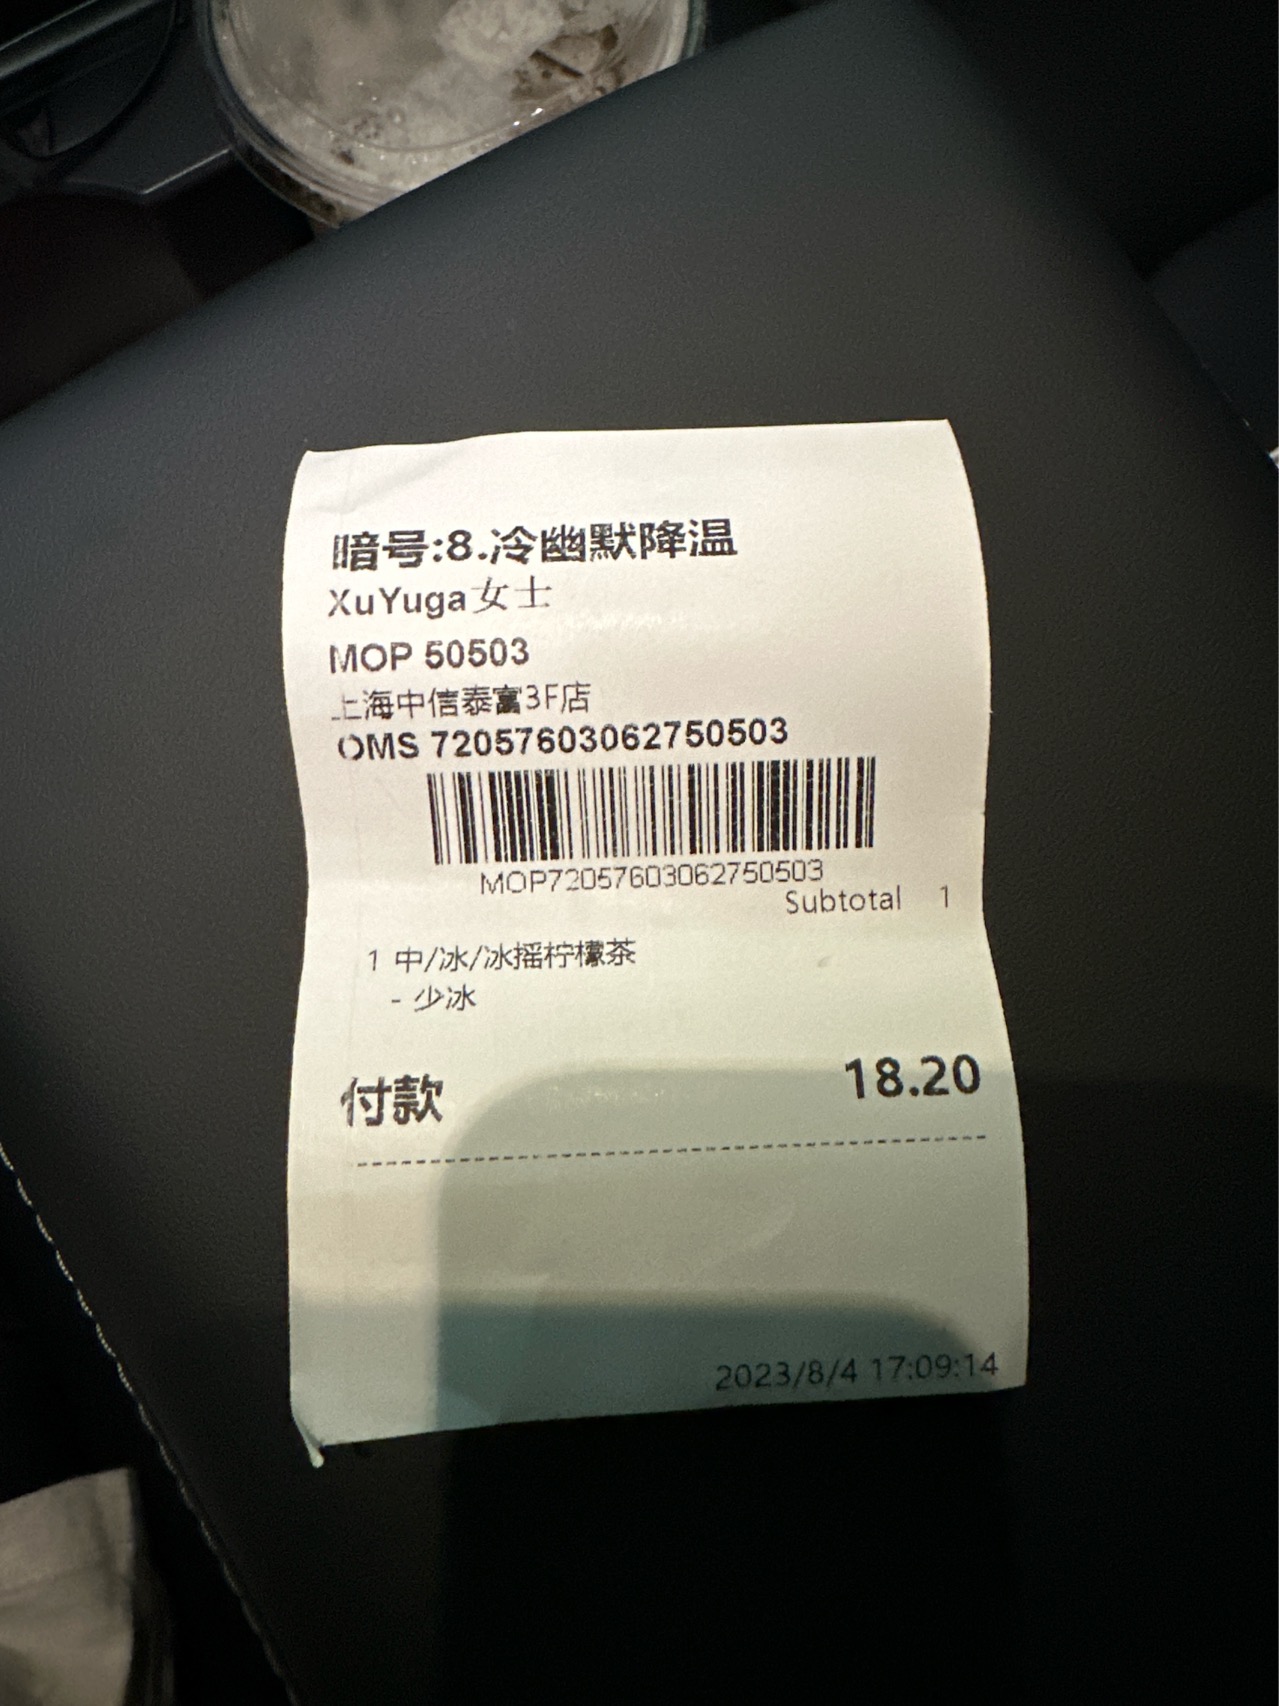 暗号:8.冷幽默降温
XuYuga女士
MOP 50503
上海中信泰富3F店
OMS 72057603062750503
MOP72057603062750503
Subtotal 1
1 中/冰/冰摇柠檬茶
- 少冰
付款 18.20
2023/8/4 17:09:14